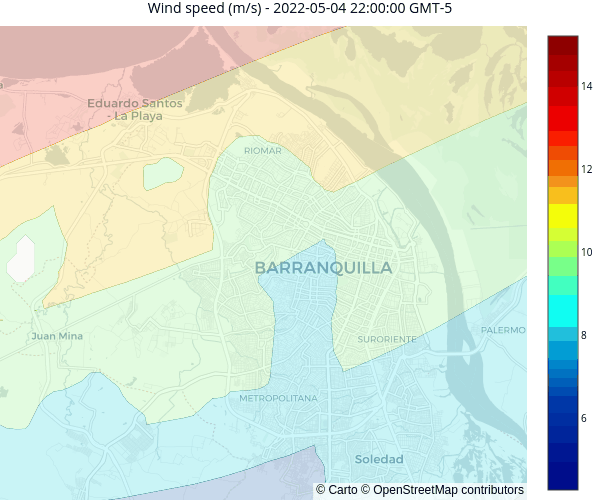 Wind speed (m/s) - 2022-05-04 22:00:00 GMT-5
Eduardo Santos
- La Playa
RIOMAR
BARRANQUILLA
Juan Mina
SURORIENTE
PALERMO
METROPOLITANA
Soledad
© Carto © OpenStreetMap contributors
14
12
10
8
6